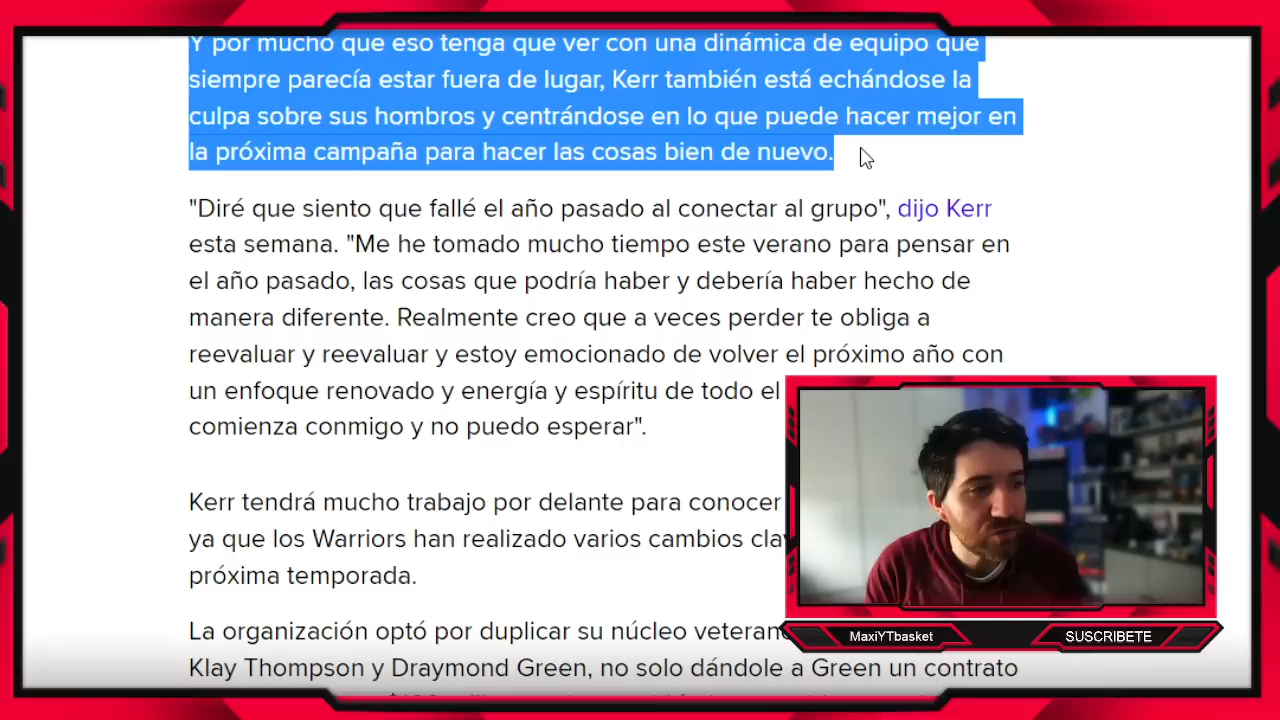 Y por mucho que eso tenga que ver con una dinámica de equipo que
siempre parecía estar fuera de lugar, Kerr también está echándose la
culpa sobre sus hombros y centrándose en lo que puede hacer mejor en
la próxima campaña para hacer las cosas bien de nuevo.
"Diré que siento que fallé el año pasado al conectar al grupo", dijo Kerr
esta semana. "Me he tomado mucho tiempo este verano para pensar en
el año pasado, las cosas que podría haber y debería haber hecho de
manera diferente. Realmente creo que a veces perder te obliga a
reevaluar y reevaluar y estoy emocionado de volver el próximo año con
un enfoque renovado y energía y espíritu de todo el
comienza conmigo y no puedo esperar".
Kerr tendrá mucho trabajo por delante para conocer
ya que los Warriors han realizado varios cambios
próxima temporada.
La organización optó por duplicar su núcleo
Klay Thompson y Draymond Green, no solo dándole a Green un contrato
MaxiYTbasket
SUSCRIBETE